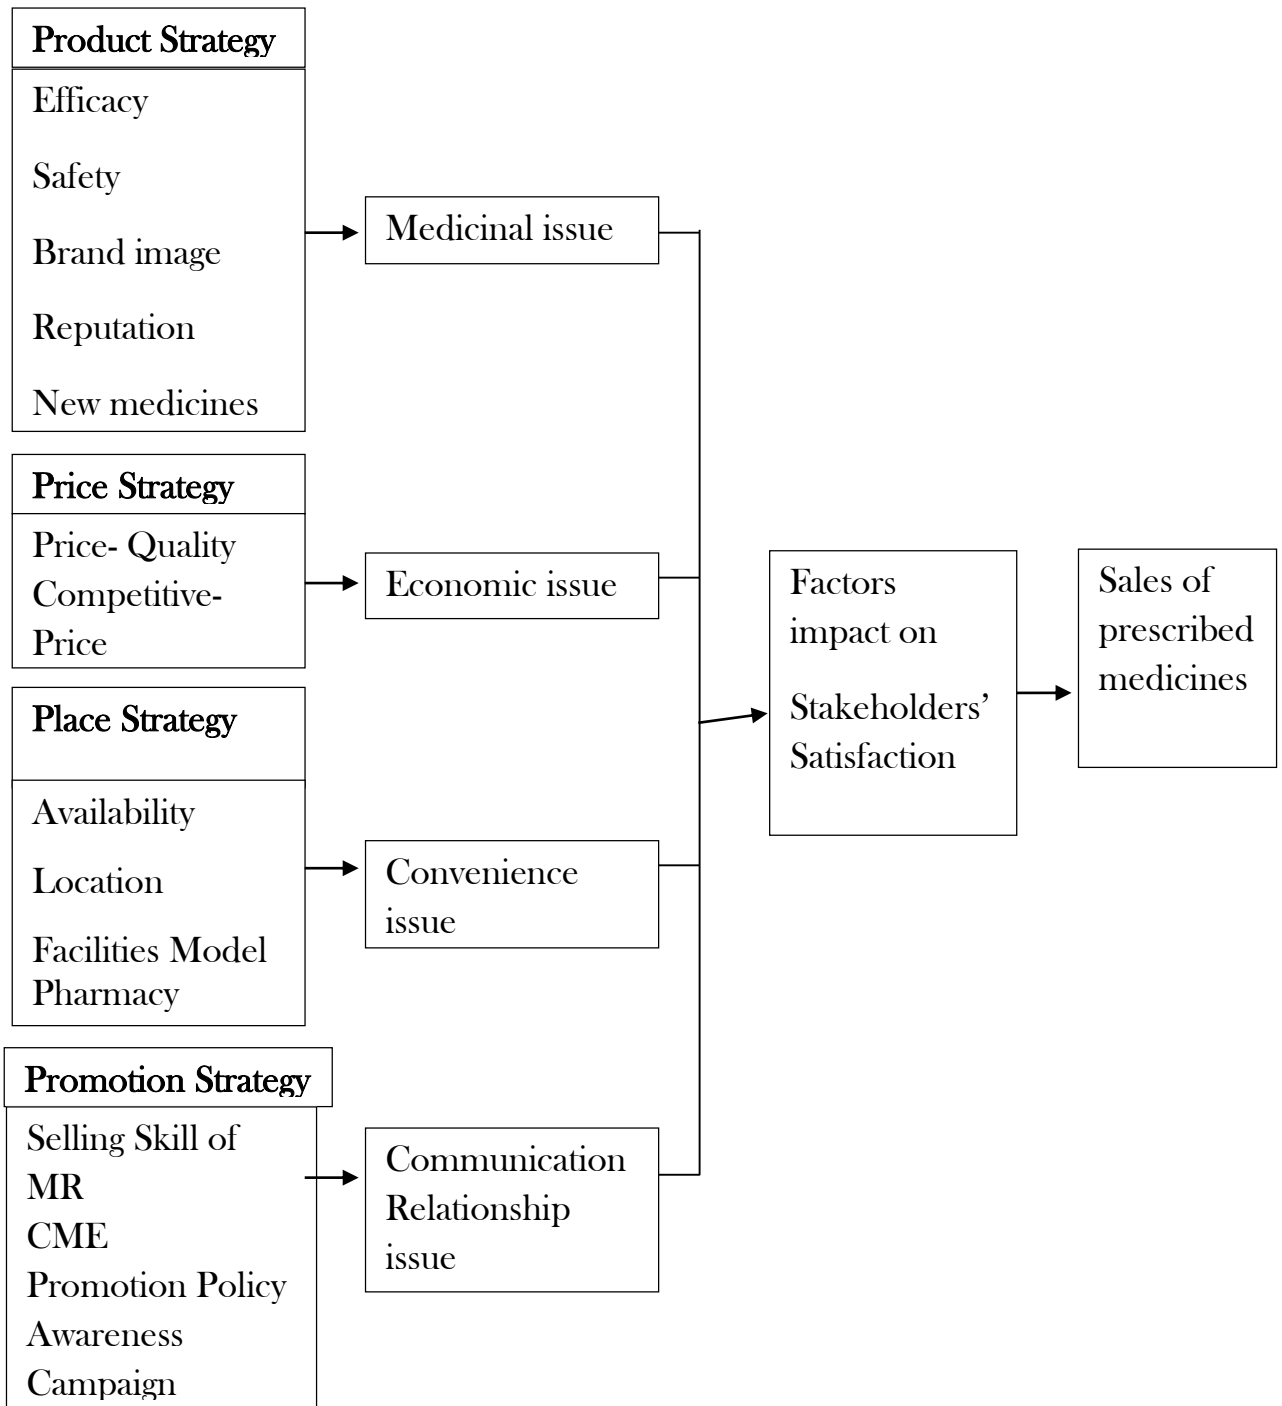 Product Strategy
Efficacy
Safety
Brand image
Reputation
New medicines
Medicinal issue
Price Strategy
Price- Quality
Competitive-
Price
Economic issue
Place Strategy
Availability
Location
Facilities Model
Pharmacy
Convenience
issue
Promotion Strategy
Selling Skill of
MR
CME
Promotion Policy
Awareness
Campaign
Communication
Relationship
issue
Factors
impact on
Stakeholders’
Satisfaction
Sales of
prescribed
medicines